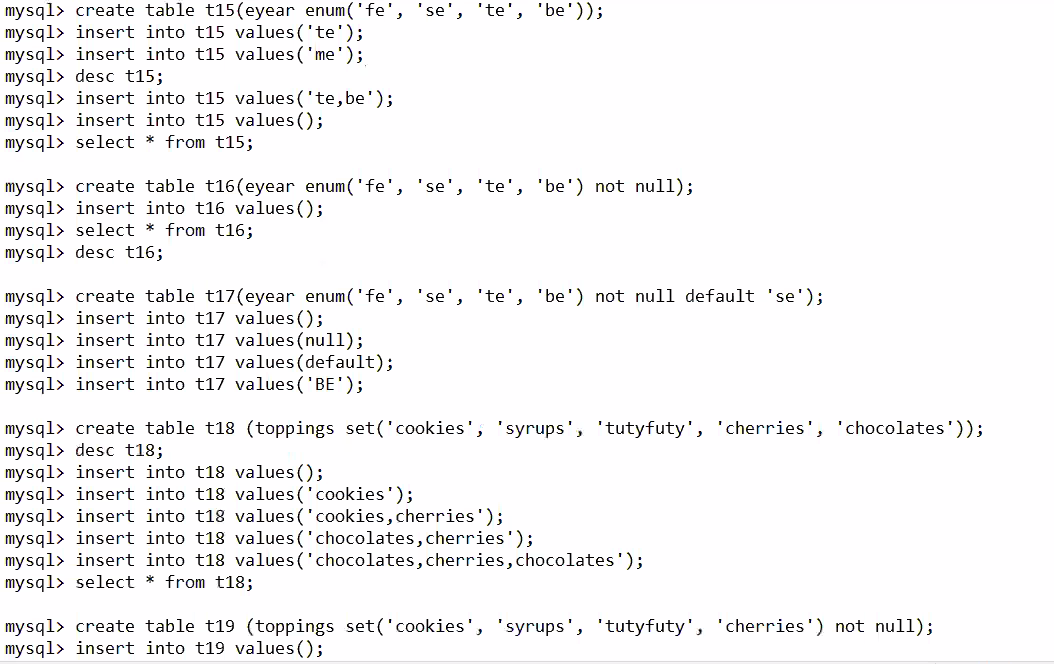 mysql> create table t15(eyear enum('fe', 'se', 'te', 'be'));
mysql> insert into t15 values('te');
mysql> insert into t15 values('me');
mysql> desc t15;
mysql> insert into t15 values('te,be');
mysql> insert into t15 values();
mysql> select * from t15;

mysql> create table t16(eyear enum('fe', 'se', 'te', 'be') not null);
mysql> insert into t16 values();
mysql> select * from t16;
mysql> desc t16;

mysql> create table t17(eyear enum('fe', 'se', 'te', 'be') not null default 'se');
mysql> insert into t17 values();
mysql> insert into t17 values(null);
mysql> insert into t17 values(default);
mysql> insert into t17 values('BE');

mysql> create table t18 (toppings set('cookies', 'syrups', 'tutyfuty', 'cherries', 'chocolates'));
mysql> desc t18;
mysql> insert into t18 values();
mysql> insert into t18 values('cookies');
mysql> insert into t18 values('cookies,cherries');
mysql> insert into t18 values('chocolates,cherries');
mysql> insert into t18 values('chocolates,cherries,chocolates');
mysql> select * from t18;

mysql> create table t19 (toppings set('cookies', 'syrups', 'tutyfuty', 'cherries') not null);
mysql> insert into t19 values();